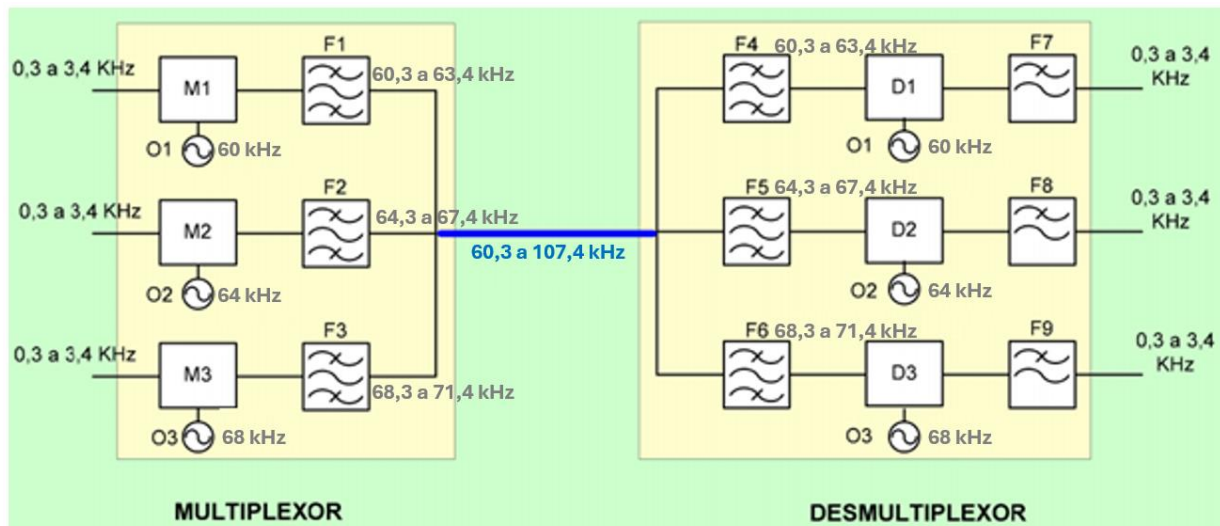 F1
F4 60,3 a 63,4 kHz
F7
0,3 a 3,4 KHz
M1
60,3 a 63,4 kHz
D1
0,3 a 3,4
KHz
O1
60 kHz
O1
60 kHz
F2
F5 64,3 a 67,4 kHz
F8
0,3 a 3,4 KHz
M2
64,3 a 67,4 kHz
D2
0,3 a 3,4
KHz
60,3 a 107,4 kHz
O2
64 kHz
O2
64 kHz
F3
F6 68,3 a 71,4 kHz
F9
0,3 a 3,4 KHz
M3
68,3 a 71,4 kHz
D3
0,3 a 3,4
KHz
O3
68 kHz
O3
68 kHz
MULTIPLEXOR
DESMULTIPLEXOR